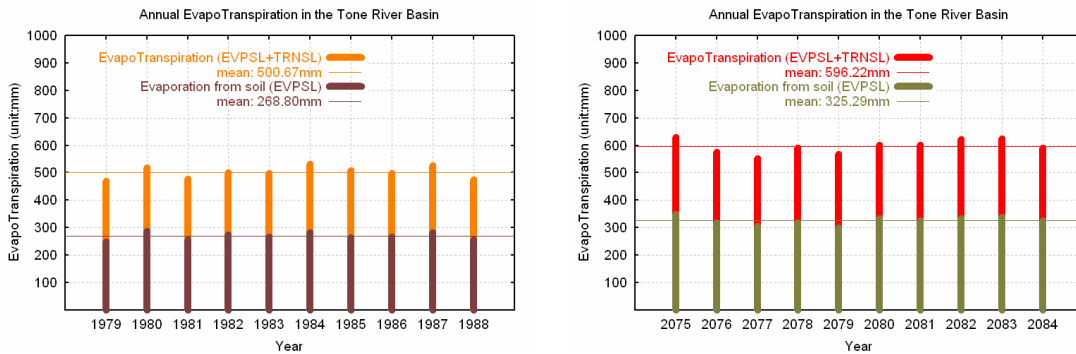 Annual EvapoTranspiration in the Tone River Basin
1000
900
800
700
600
500
400
300
200
100
EvapoTranspiration (unit:mm)
EvapoTranspiration (EVPSL+TRNSL)
mean: 500.67mm
Evaporation from soil (EVPSL)
mean: 268.80mm
1979 1980 1981 1982 1983 1984 1985 1986 1987 1988
Year
Annual EvapoTranspiration in the Tone River Basin
1000
900
800
700
600
500
400
300
200
100
EvapoTranspiration (unit:mm)
EvapoTranspiration (EVPSL+TRNSL)
mean: 596.22mm
Evaporation from soil (EVPSL)
mean: 325.29mm
2075 2076 2077 2078 2079 2080 2081 2082 2083 2084
Year